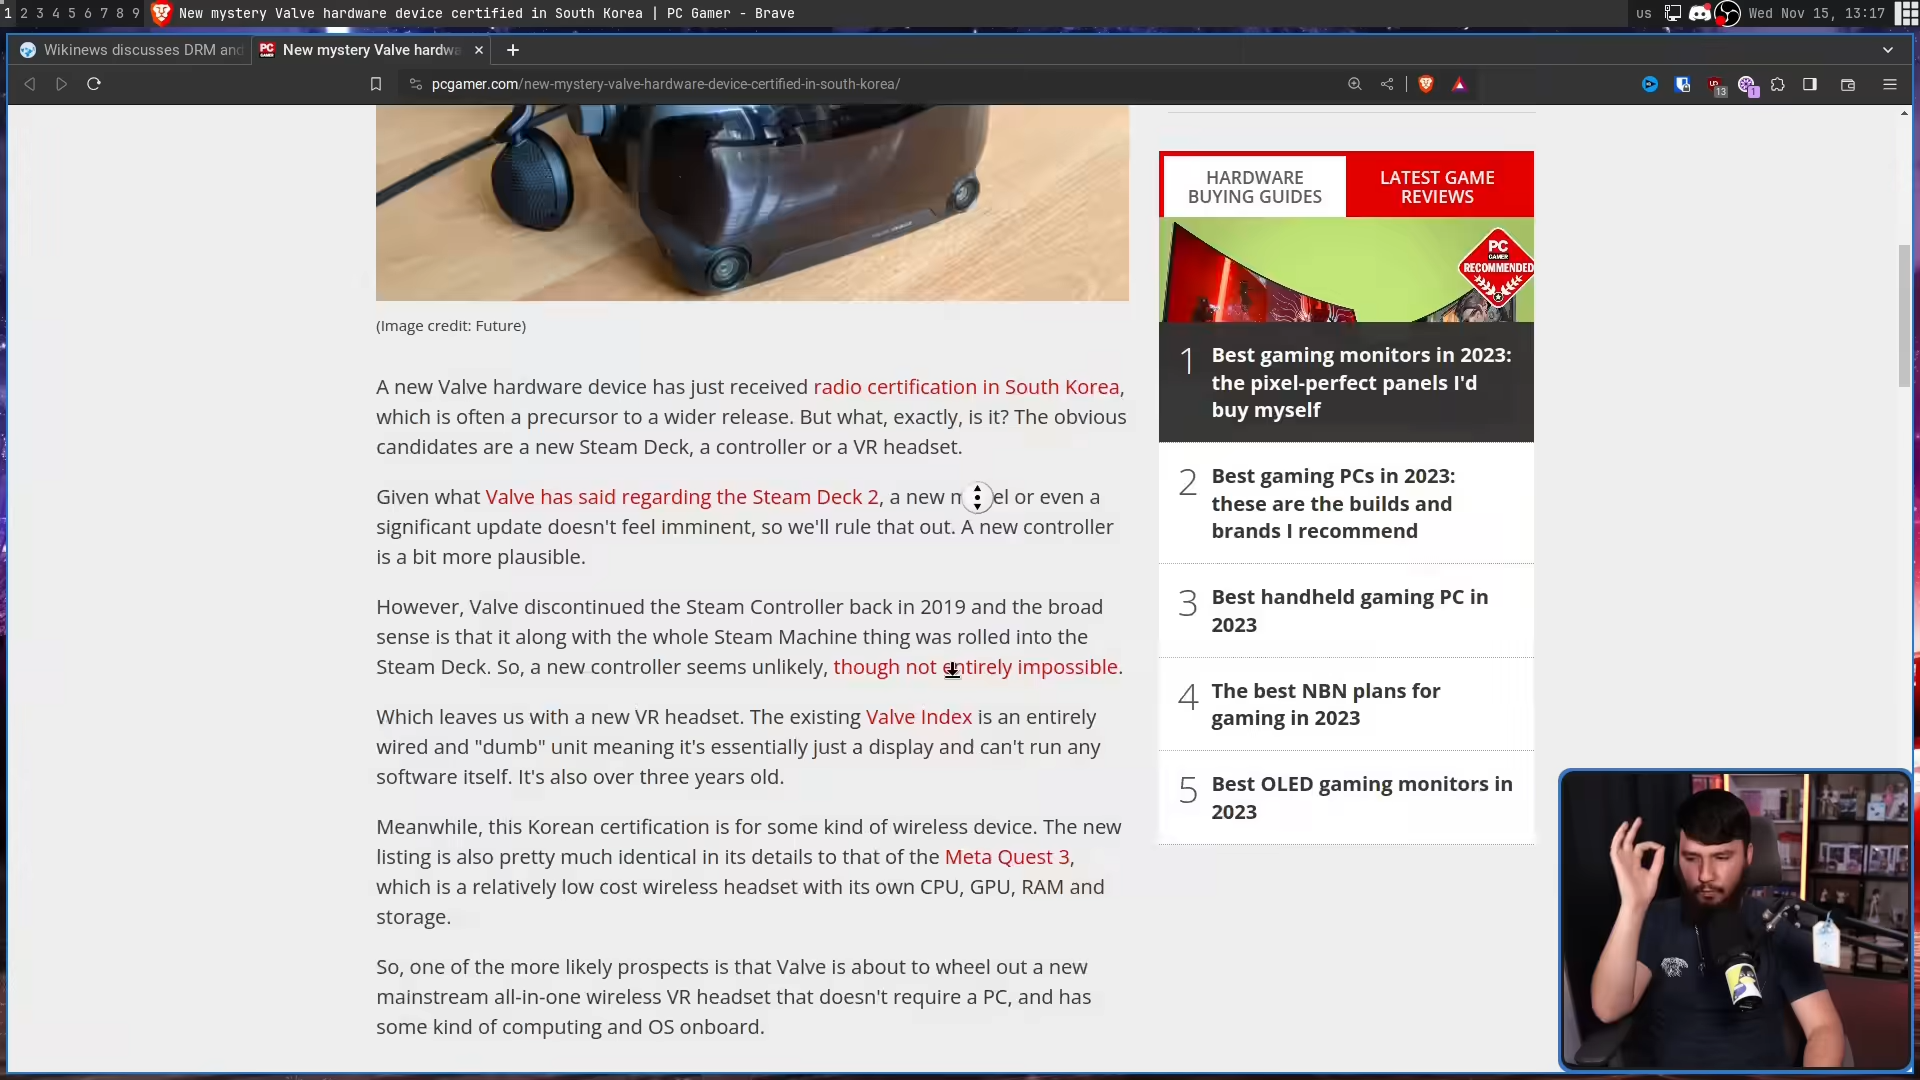 1 2 3 4 5 6 7 8 9 New mystery Valve hardware device certified in South Korea | PC Gamer - Brave us Wed Nov 15, 13:17
Wikinews discusses DRM and
New mystery Valve hardwa
pcgamer.com/new-mystery-valve-hardware-device-certified-in-south-korea/
13
1
HARDWARE
BUYING GUIDES
LATEST GAME
REVIEWS
PC
GAMER
RECOMMENDED
(Image credit: Future)
A new Valve hardware device has just received radio certification in South Korea,
which is often a precursor to a wider release. But what, exactly, is it? The obvious
candidates are a new Steam Deck, a controller or a VR headset.
Given what Valve has said regarding the Steam Deck 2, a new model or even a
significant update doesn't feel imminent, so we'll rule that out. A new controller
is a bit more plausible.
However, Valve discontinued the Steam Controller back in 2019 and the broad
sense is that it along with the whole Steam Machine thing was rolled into the
Steam Deck. So, a new controller seems unlikely, though not entirely impossible.
Which leaves us with a new VR headset. The existing Valve Index is an entirely
wired and "dumb" unit meaning it's essentially just a display and can't run any
software itself. It's also over three years old.
Meanwhile, this Korean certification is for some kind of wireless device. The new
listing is also pretty much identical in its details to that of the Meta Quest 3,
which is a relatively low cost wireless headset with its own CPU, GPU, RAM and
storage.
So, one of the more likely prospects is that Valve is about to wheel out a new
mainstream all-in-one wireless VR headset that doesn't require a PC, and has
some kind of computing and OS onboard.
1 Best gaming monitors in 2023:
the pixel-perfect panels I'd
buy myself
2 Best gaming PCs in 2023:
these are the builds and
brands I recommend
3 Best handheld gaming PC in
2023
4 The best NBN plans for
gaming in 2023
5 Best OLED gaming monitors in
2023